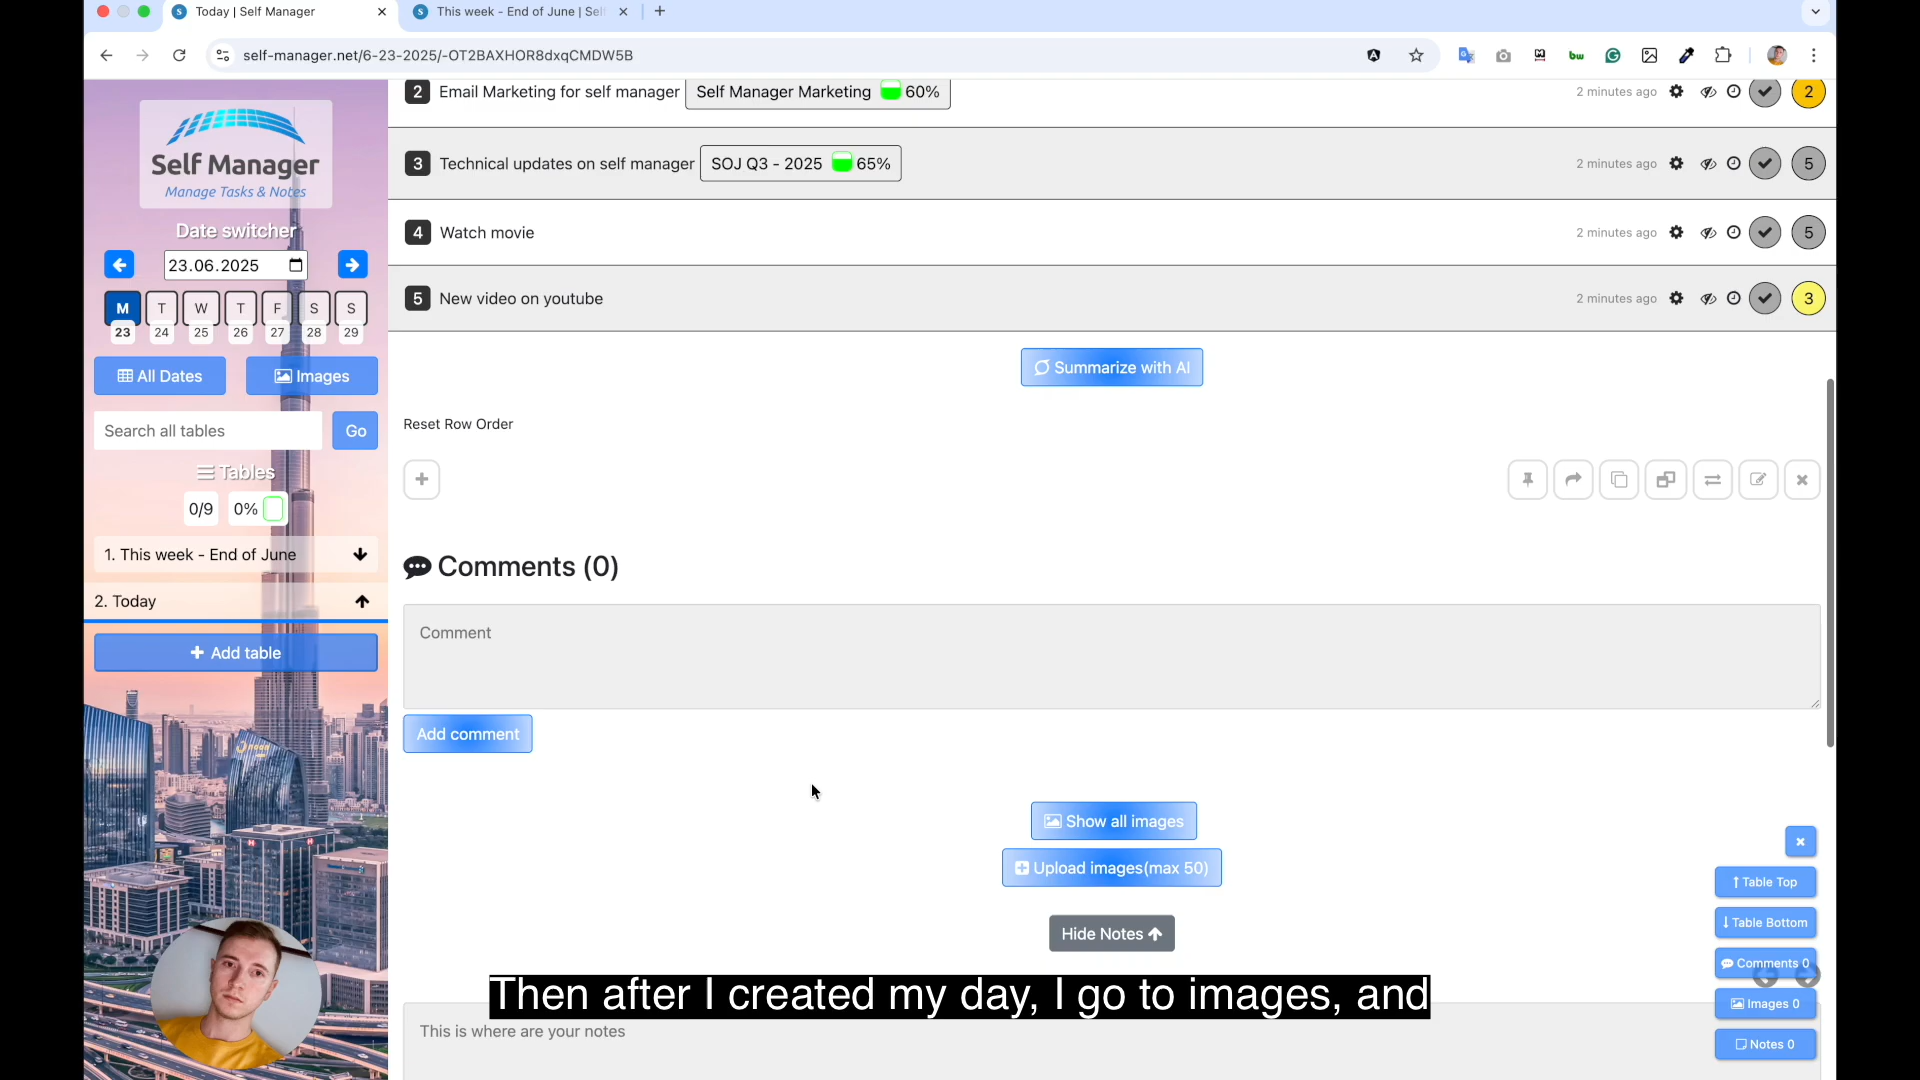 Today | Self Manager
This week - End of June | Self
self-manager.net/6-23-2025/-OT2BAXHOR8dxqCMDW5B
Self Manager
Manage Tasks & Notes
Date switcher
23.06.2025
M T W T F S S
23 24 25 26 27 28 29
All Dates
Images
Search all tables
Go
Tables
0/9 0%
1. This week - End of June
2. Today
Add table
2 Email Marketing for self manager Self Manager Marketing 60% 2 minutes ago 2
3 Technical updates on self manager SOJ Q3 - 2025 65% 2 minutes ago 5
4 Watch movie 2 minutes ago 5
5 New video on youtube 2 minutes ago 3
Summarize with AI
Reset Row Order
Comments (0)
Comment
Add comment
Show all images
Upload images(max 50)
Hide Notes
This is where are your notes
Table Top
Table Bottom
Comments 0
Images 0
Notes 0
Then after I created my day, I go to images, and